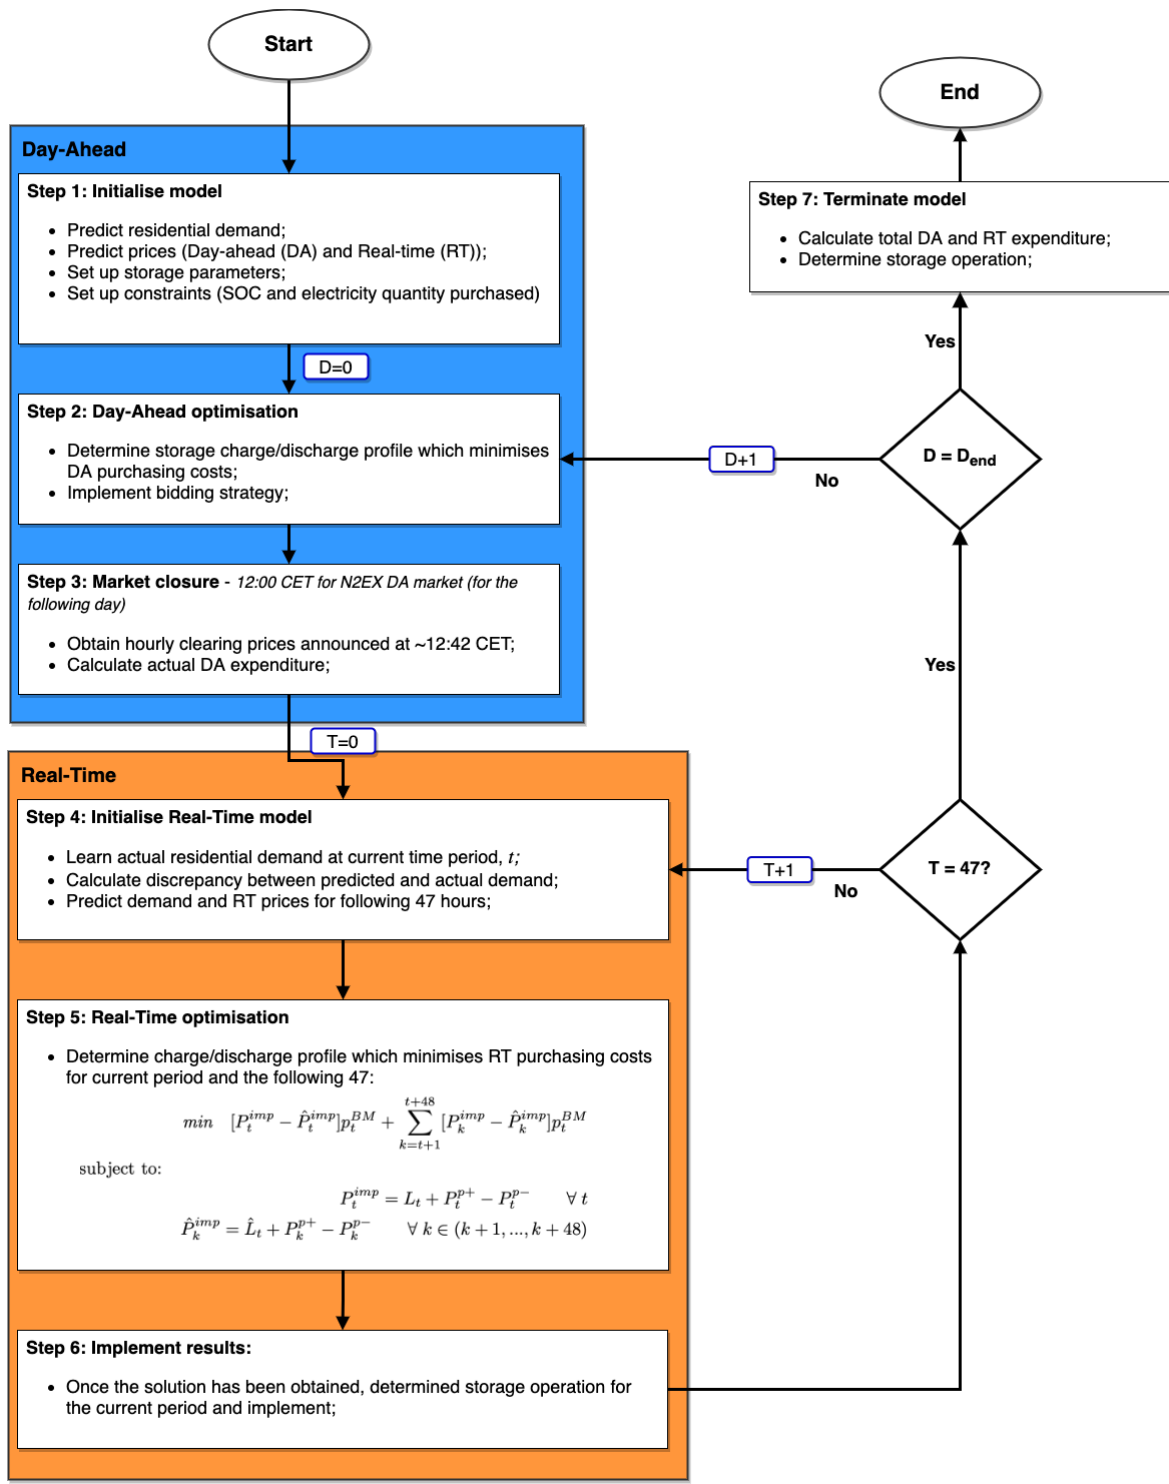 Start
End
Day-Ahead
Step 1: Initialise model
• Predict residential demand;
• Predict prices (Day-ahead (DA) and Real-time (RT));
• Set up storage parameters;
• Set up constraints (SOC and electricity quantity purchased)
D=0
Step 2: Day-Ahead optimisation
• Determine storage charge/discharge profile which minimises
DA purchasing costs;
• Implement bidding strategy;
Step 3: Market closure - 12:00 CET for N2EX DA market (for the
following day)
• Obtain hourly clearing prices announced at ~12:42 CET;
• Calculate actual DA expenditure;
T=0
Real-Time
Step 4: Initialise Real-Time model
• Learn actual residential demand at current time period, t;
• Calculate discrepancy between predicted and actual demand;
• Predict demand and RT prices for following 47 hours;
Step 5: Real-Time optimisation
• Determine charge/discharge profile which minimises RT purchasing costs
for current period and the following 47:
min [P_t^{imp} − \hat{P}_t^{imp}]p_t^{BM} + \sum_{k=t+1}^{t+48} [P_k^{imp} − \hat{P}_k^{imp}]p_t^{BM}
subject to:
P_t^{imp} = L_t + P_t^{p+} − P_t^{p−} ∀ t
\hat{P}_k^{imp} = \hat{L}_t + P_k^{p+} − P_k^{p−} ∀ k ∈ (k + 1, ..., k + 48)
Step 6: Implement results:
• Once the solution has been obtained, determined storage operation for
the current period and implement;
T = 47?
No
T+1
Yes
D = D_{end}
No
D+1
Yes
Step 7: Terminate model
• Calculate total DA and RT expenditure;
• Determine storage operation;